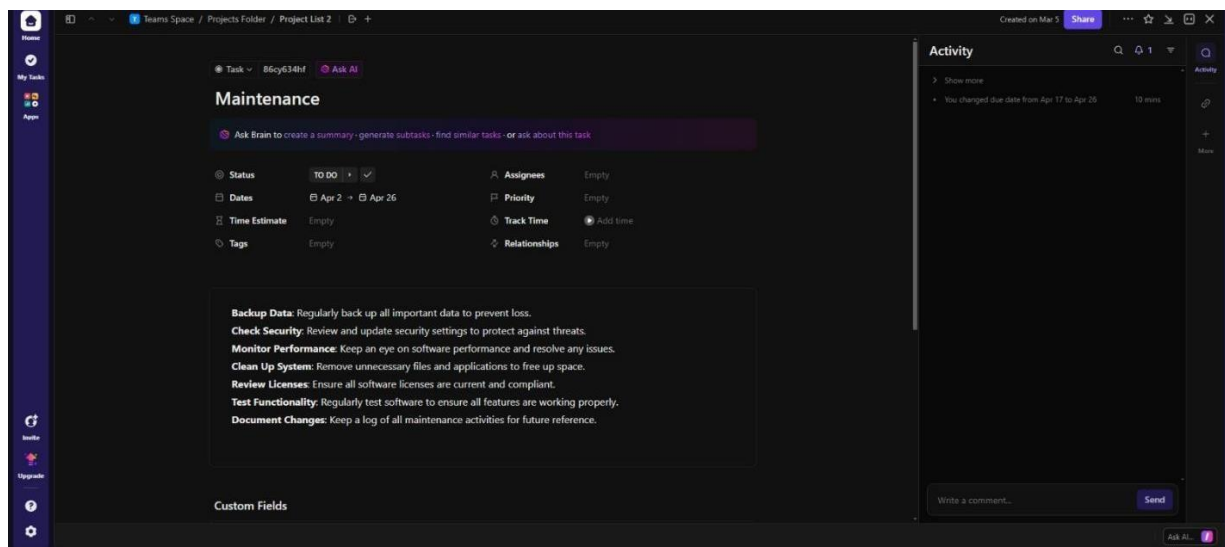 Home
My Tasks
Apps
Invite
Upgrade
Teams Space / Projects Folder / Project List 2
Created on Mar 5 Share
Task 86cy634hf Ask AI
Maintenance
Ask Brain to create a summary · generate subtasks · find similar tasks · or ask about this task
Status TO DO Assignees Empty
Dates Apr 2 → Apr 26 Priority Empty
Time Estimate Empty Track Time Add time
Tags Empty Relationships Empty
Backup Data: Regularly back up all important data to prevent loss.
Check Security: Review and update security settings to protect against threats.
Monitor Performance: Keep an eye on software performance and resolve any issues.
Clean Up System: Remove unnecessary files and applications to free up space.
Review Licenses: Ensure all software licenses are current and compliant.
Test Functionality: Regularly test software to ensure all features are working properly.
Document Changes: Keep a log of all maintenance activities for future reference.
Custom Fields
Activity 1
Show more
You changed due date from Apr 17 to Apr 26 10 mins
Write a comment...
Send
Activity
More
Ask AI...